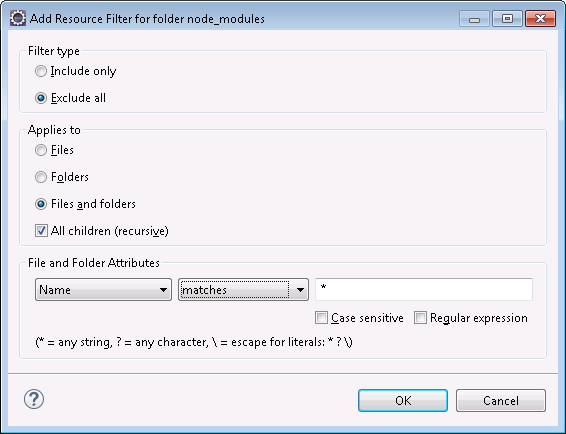 Add Resource Filter for folder node_modules
Filter type
Include only
Exclude all
Applies to
Files
Folders
Files and folders
All children (recursive)
File and Folder Attributes
Name matches *
Case sensitive Regular expression
(* = any string, ? = any character, \ = escape for literals: * ? \)
? OK Cancel